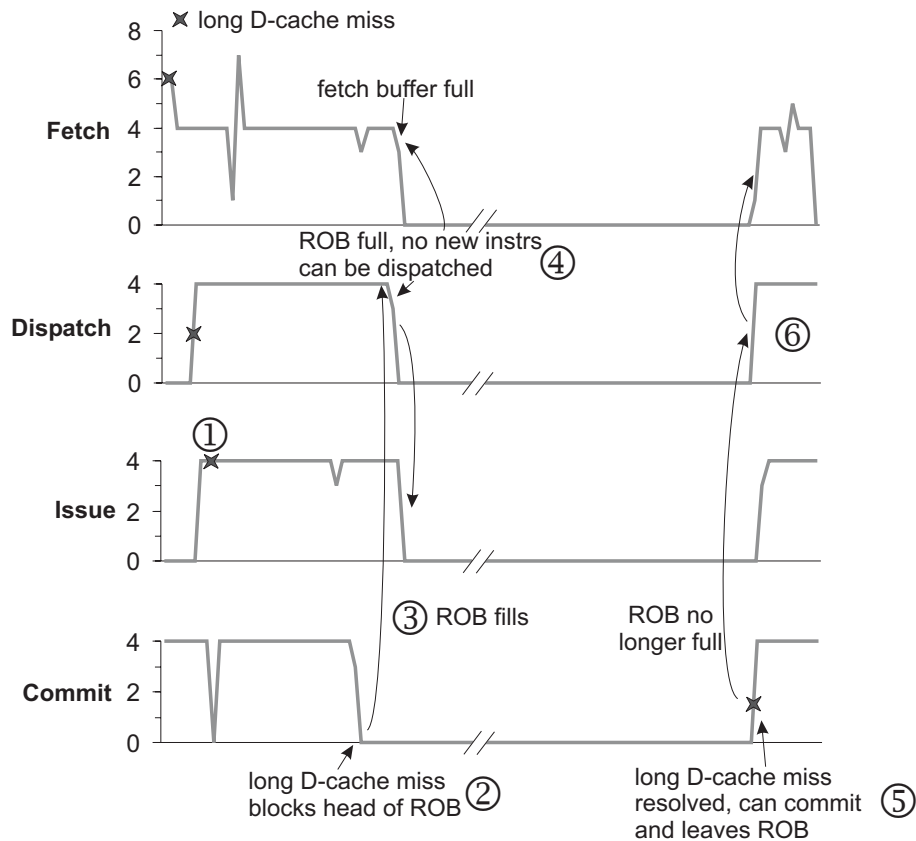 long D-cache miss
8
6
4
2
0
Fetch
fetch buffer full
ROB full, no new instrs
can be dispatched
④
4
2
0
Dispatch
⑥
①
4
2
0
Issue
③ ROB fills
ROB no
longer full
4
2
0
Commit
long D-cache miss
blocks head of ROB
②
long D-cache miss
resolved, can commit
and leaves ROB
⑤